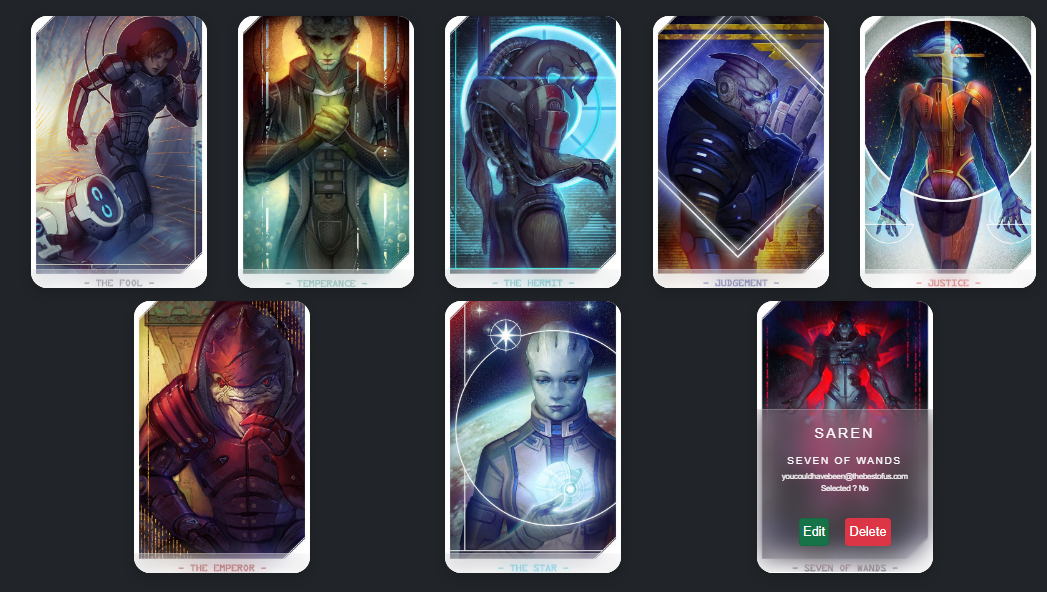 - THE FOOL -
- TEMPERANCE -
- THE HERMIT -
- JUDGEMENT -
- JUSTICE -
- THE EMPEROR -
- THE STAR -
SAREN
SEVEN OF WANDS
youcouldhavebeen@thebestofus.com
Selected ? No
Edit Delete
- SEVEN OF WANDS -